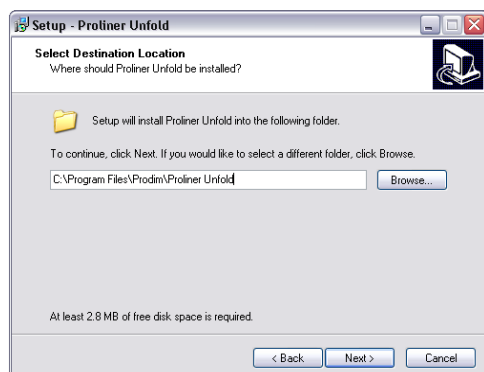 Setup - Proliner Unfold
Select Destination Location
Where should Proliner Unfold be installed?
Setup will install Proliner Unfold into the following folder.
To continue, click Next. If you would like to select a different folder, click Browse.
C:\Program Files\Prodim\Proliner Unfold
Browse...
At least 2.8 MB of free disk space is required.
< Back
Next >
Cancel